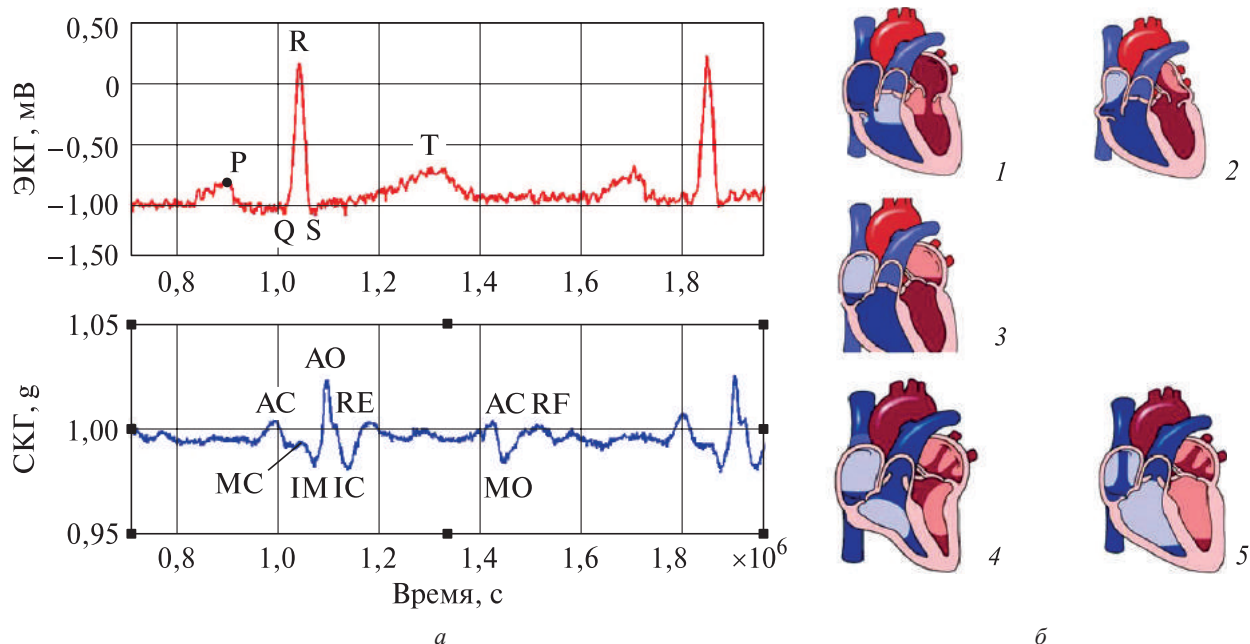 0,50
0
−0,50
−1,00
−1,50
ЭКГ, мВ
R
P
T
Q S
0,8 1,0 1,2 1,4 1,6 1,8
1,05
1,00
0,95
СКГ, g
AO
AC RE
AC RF
MC IM IC
MO
0,8 1,0 1,2 1,4 1,6 1,8 ×10⁶
Время, с
а
1
2
3
4
5
б